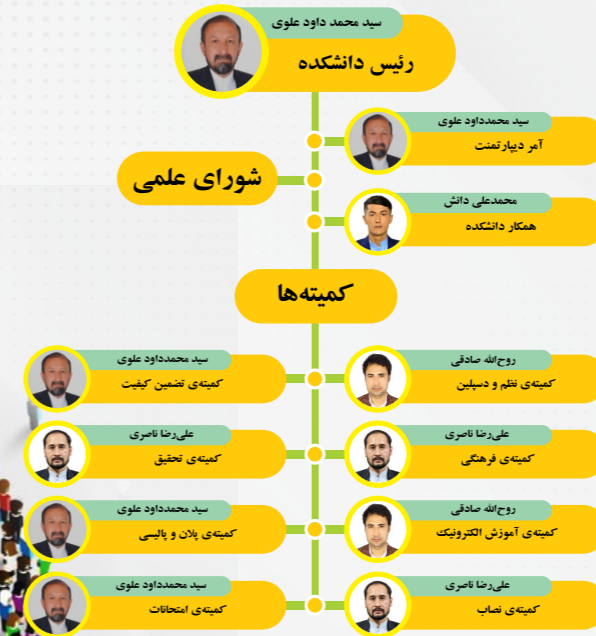 سید محمد داود علوی
رئیس دانشکده
سید محمدداود علوی
آمر دیپارتمنت
شورای علمی
محمدعلی دانش
همکار دانشکده
کمیته‌ها
روح‌الله صادقی
کمیته‌ی نظم و دسپلین
سید محمدداود علوی
کمیته‌ی تضمین کیفیت
علی‌رضا ناصری
کمیته‌ی فرهنگی
علی‌رضا ناصری
کمیته‌ی تحقیق
روح‌الله صادقی
کمیته‌ی آموزش الکترونیک
سید محمدداود علوی
کمیته‌ی پلان و پالیسی
علی‌رضا ناصری
کمیته‌ی نصاب
سید محمدداود علوی
کمیته‌ی امتحانات